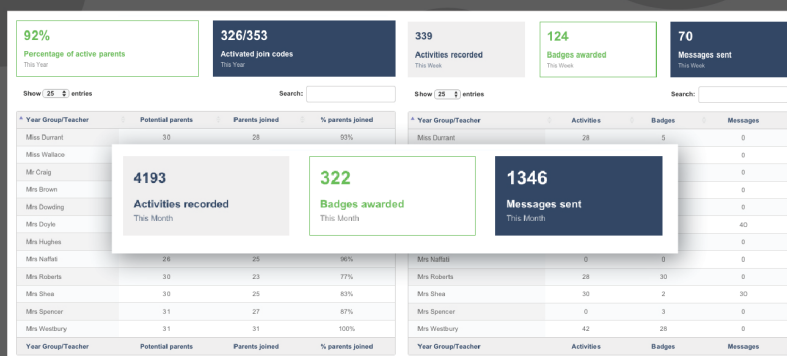 92%
Percentage of active parents
This Year
326/353
Activated join codes
This Year
339
Activities recorded
This Week
124
Badges awarded
This Week
70
Messages sent
This Week
Show 25 entries
Search:
Show 25 entries
Search:
Year Group/Teacher Potential parents Parents joined % parents joined
Miss Durrant 30 28 93%
Miss Wallace
Mr Craig
Mrs Brown
Mrs Dowding
Mrs Doyle
Mrs Hughes
Mrs Naffati 26 25 96%
Mrs Roberts 30 23 77%
Mrs Shea 30 25 83%
Mrs Spencer 31 27 87%
Mrs Westbury 31 31 100%
Year Group/Teacher Potential parents Parents joined % parents joined
Year Group/Teacher Activities Badges Messages
Miss Durrant 28 5 0
0
0
0
0
40
0
Mrs Naffati 0 0 0
Mrs Roberts 28 30 0
Mrs Shea 30 2 30
Mrs Spencer 0 3 0
Mrs Westbury 42 28 0
Year Group/Teacher Activities Badges Messages
4193
Activities recorded
This Month
322
Badges awarded
This Month
1346
Messages sent
This Month